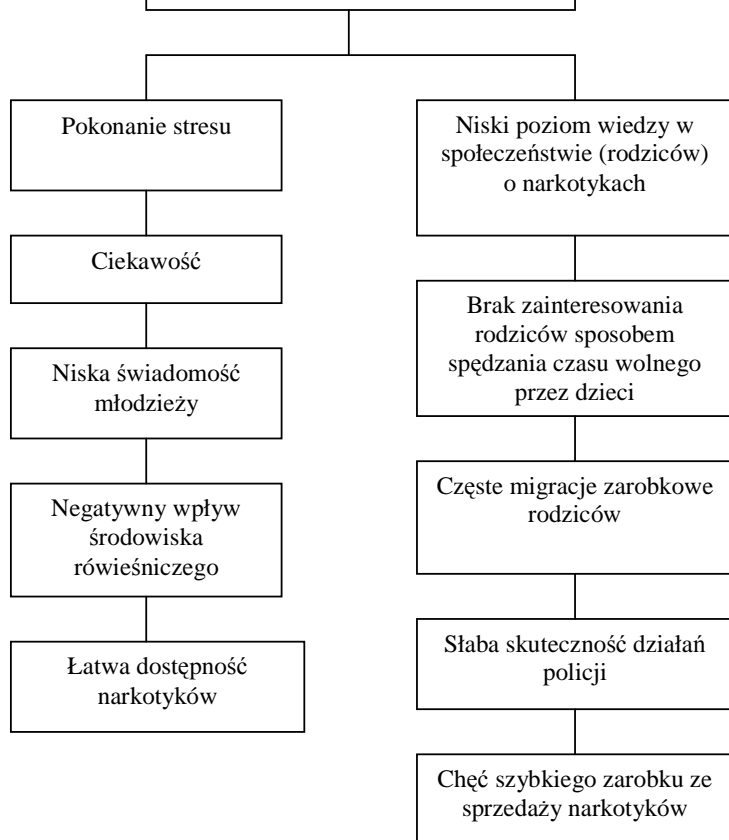 Pokonanie stresu
Ciekawość
Niska świadomość
młodzieży
Negatywny wpływ
środowiska
rówieśniczego
Łatwa dostępność
narkotyków
Niski poziom wiedzy w
społeczeństwie (rodziców)
o narkotykach
Brak zainteresowania
rodziców sposobem
spędzania czasu wolnego
przez dzieci
Częste migracje zarobkowe
rodziców
Słaba skuteczność działań
policji
Chęć szybkiego zarobku ze
sprzedaży narkotyków